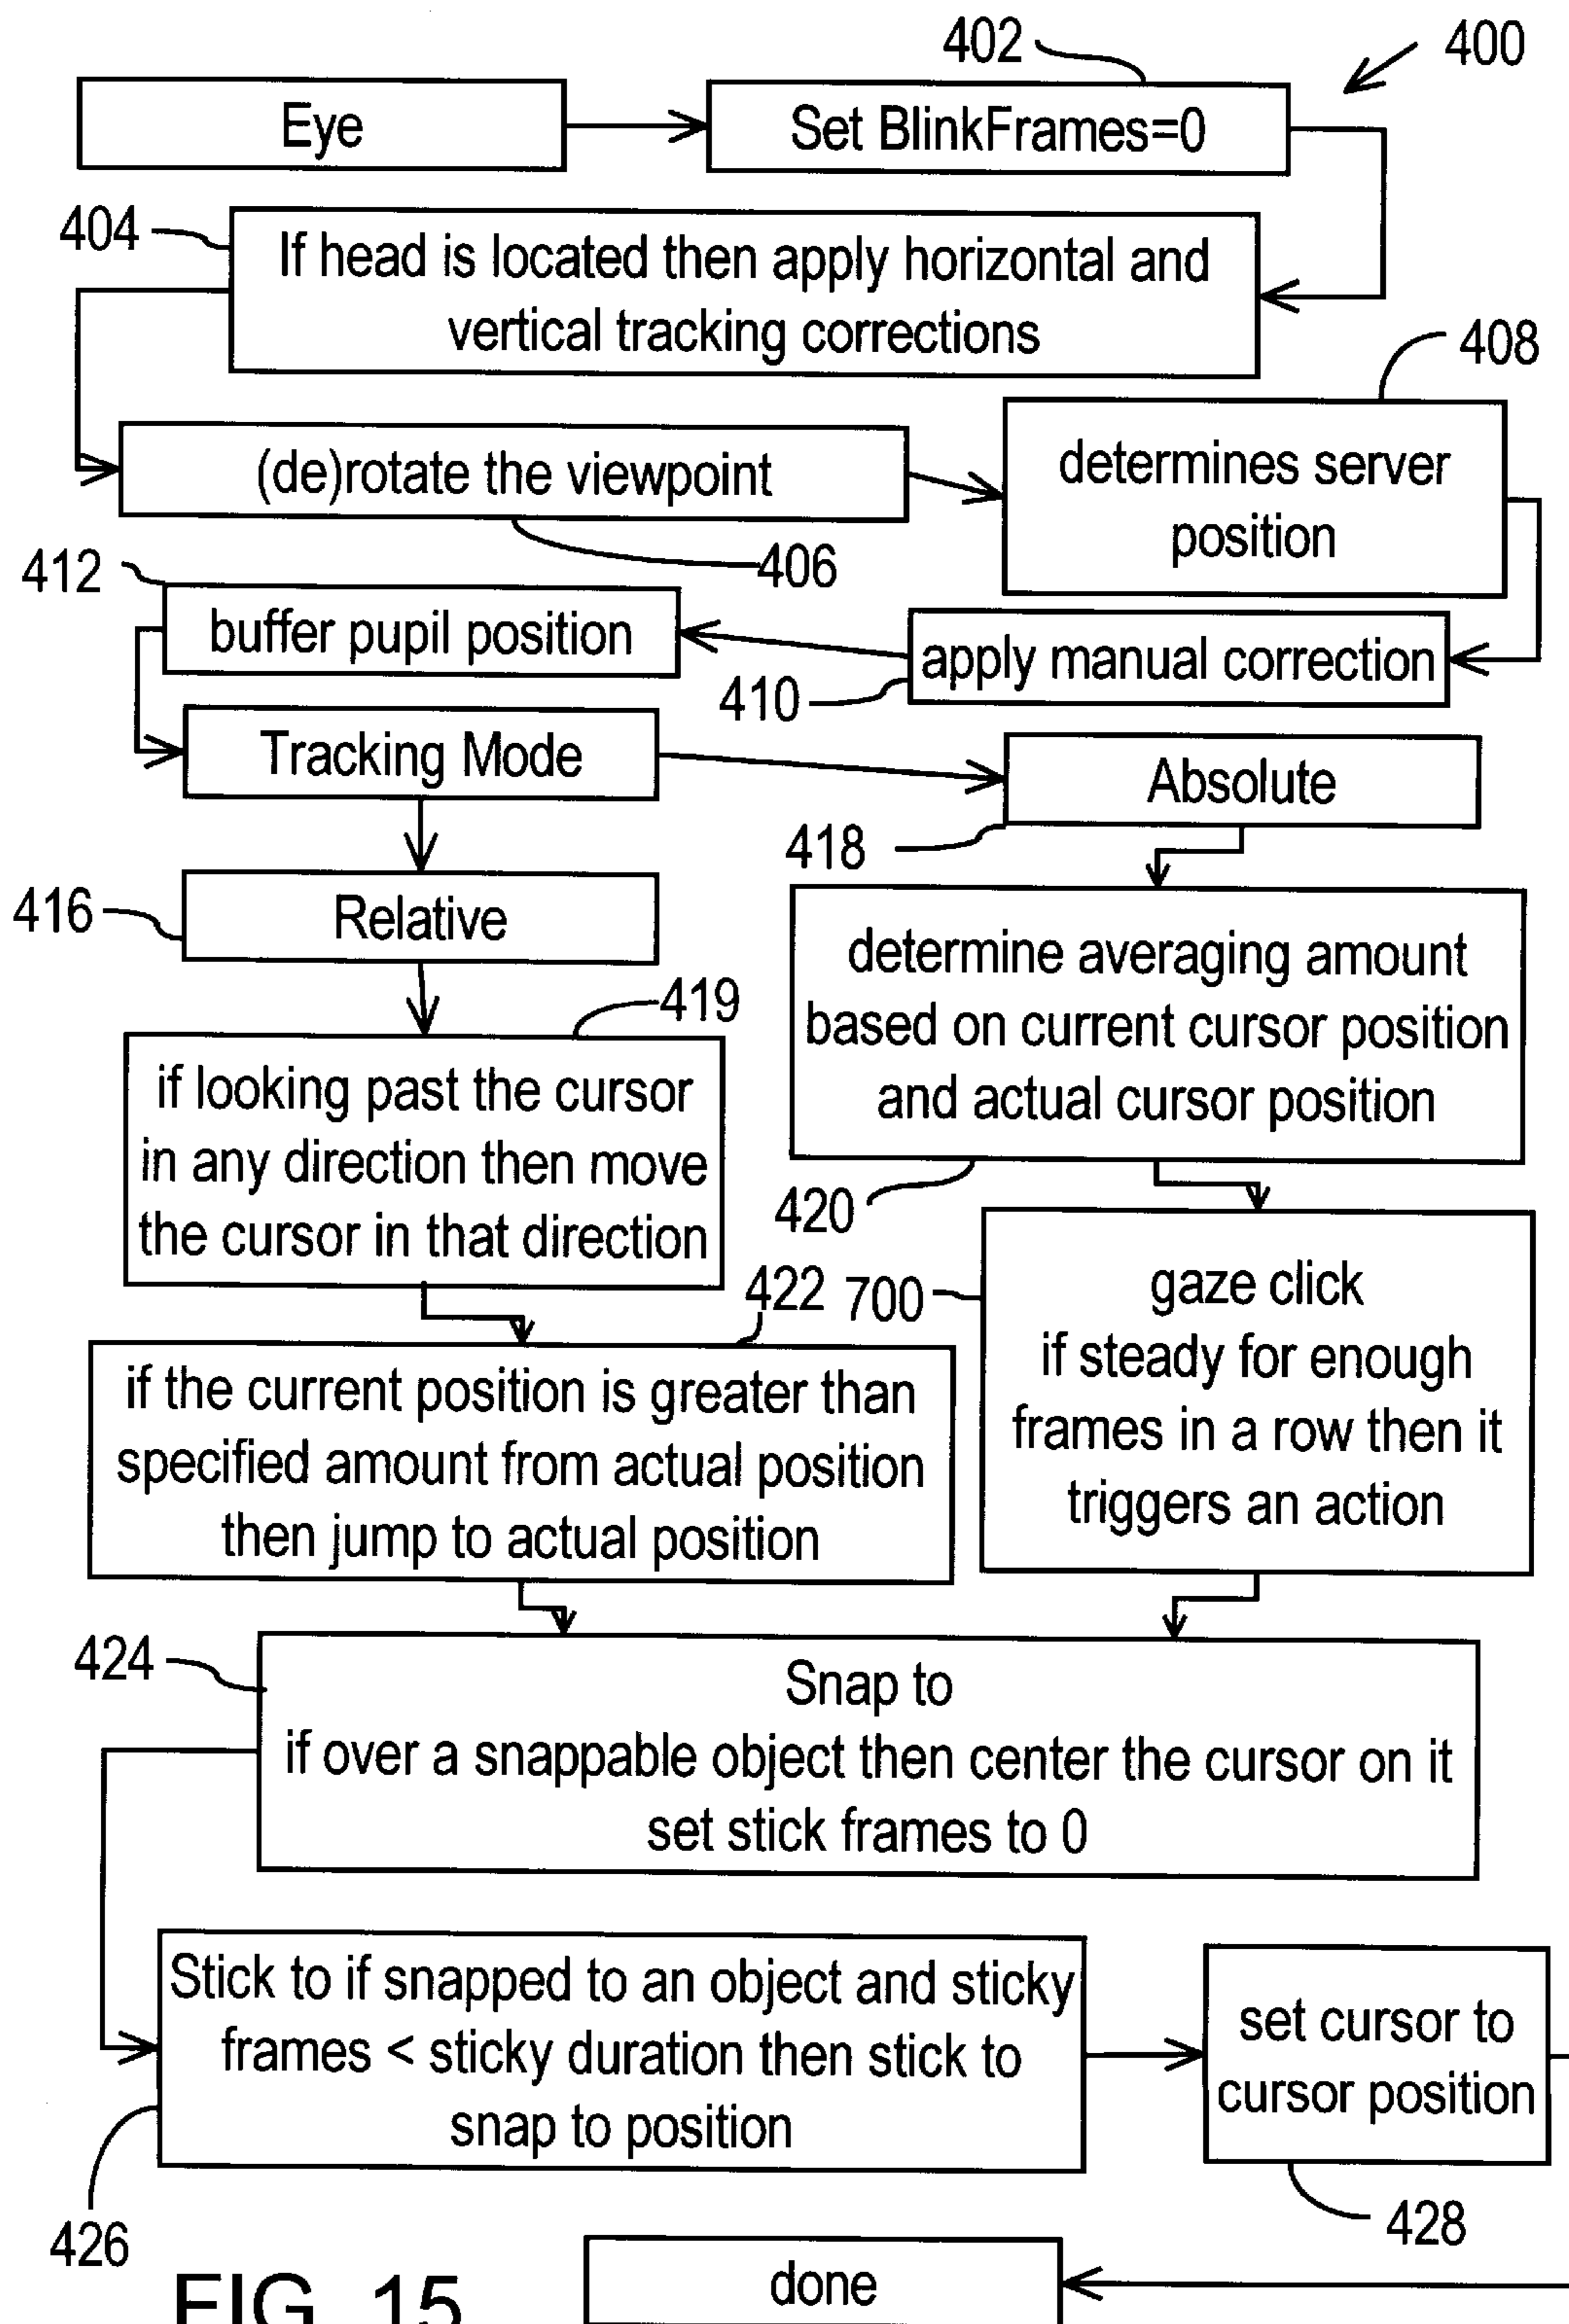 402
400
Eye
Set BlinkFrames=0
404
If head is located then apply horizontal and
vertical tracking corrections
408
(de)rotate the viewpoint
determines server
position
406
412
buffer pupil position
apply manual correction
410
Tracking Mode
Absolute
418
416
Relative
419
determine averaging amount
based on current cursor position
and actual cursor position
420
if looking past the cursor
in any direction then move
the cursor in that direction
422
700
gaze click
if steady for enough
frames in a row then it
triggers an action
if the current position is greater than
specified amount from actual position
then jump to actual position
424
Snap to
if over a snappable object then center the cursor on it
set stick frames to 0
Stick to if snapped to an object and sticky
frames < sticky duration then stick to
snap to position
set cursor to
cursor position
426
428
done
FIG. 15